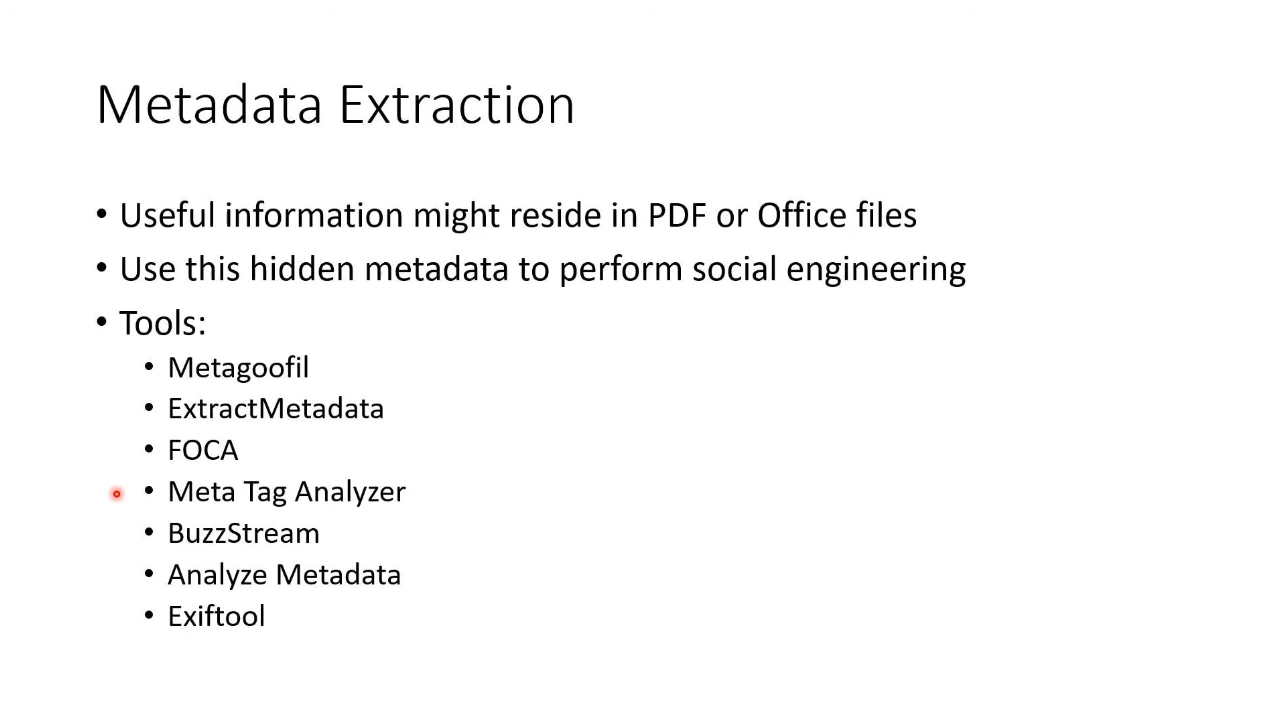 Metadata Extraction
• Useful information might reside in PDF or Office files
• Use this hidden metadata to perform social engineering
• Tools:
• Metagoofil
• ExtractMetadata
• FOCA
• Meta Tag Analyzer
• BuzzStream
• Analyze Metadata
• Exiftool